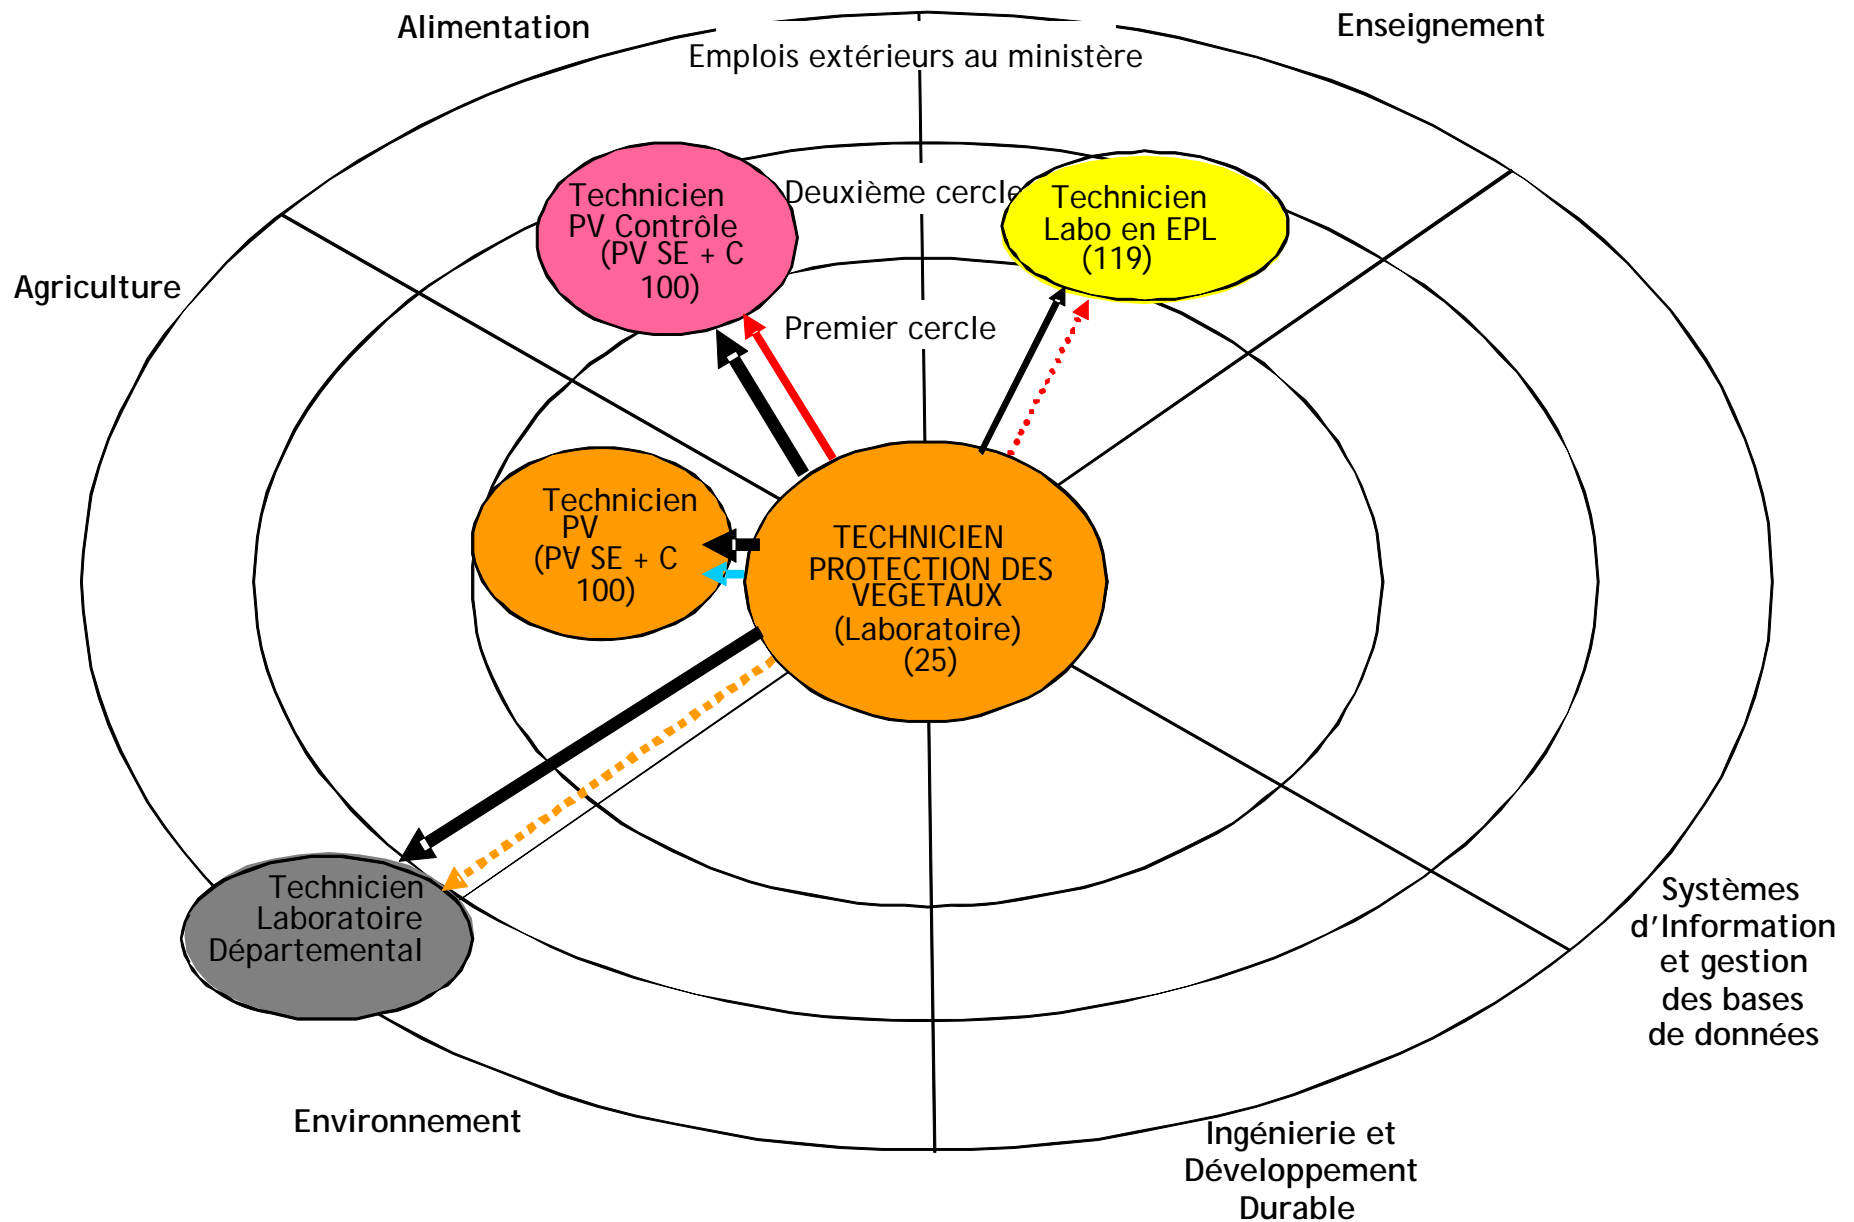 Alimentation
Enseignement
Emplois extérieurs au ministère
Technicien
PV Contrôle
(PV SE + C
100)
Deuxième cercle
Technicien
Labo en EPL
(119)
Agriculture
Premier cercle
Technicien
PV
(PV SE + C
100)
TECHNICIEN
PROTECTION DES
VEGETAUX
(Laboratoire)
(25)
Technicien
Laboratoire
Départemental
Systèmes
d'Information
et gestion
des bases
de données
Environnement
Ingénierie et
Développement
Durable